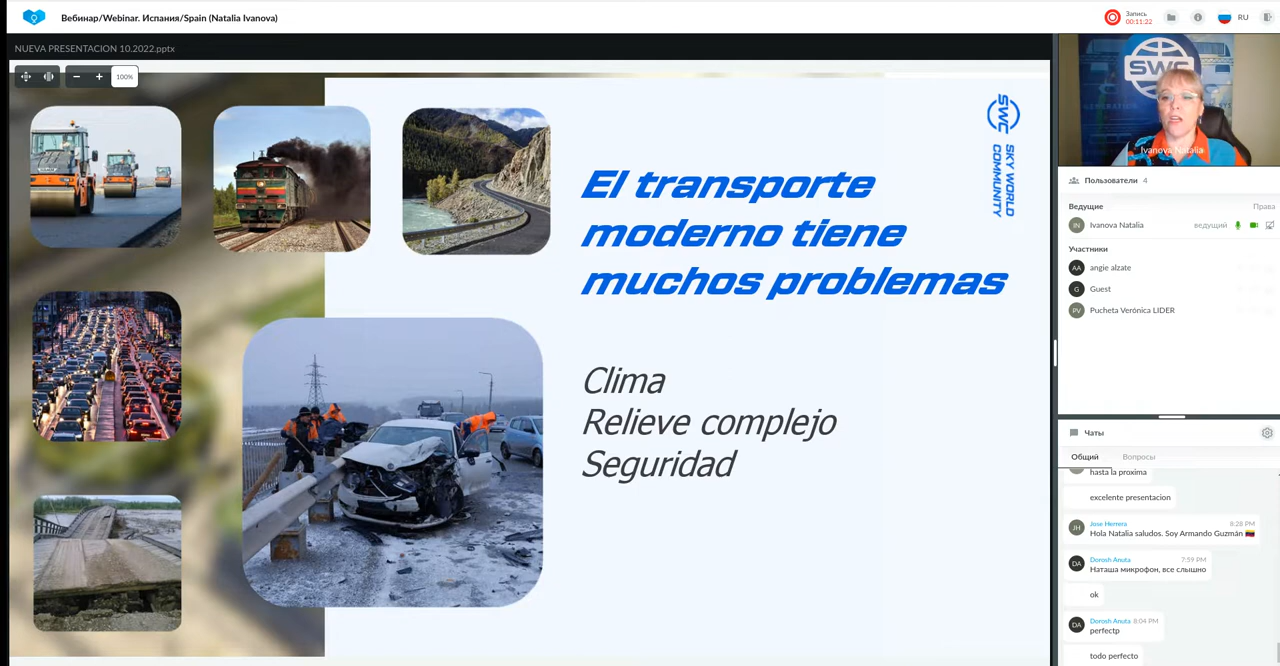 Вебинар/Webinar. Испания/Spain (Natalia Ivanova)
Запись
00:11:22
RU
NUEVA PRESENTACION 10.2022.pptx
100%
El transporte
moderno tiene
muchos problemas
Clima
Relieve complejo
Seguridad
SWC
SKY WORLD
COMMUNITY
SWC
Ivanova Natalia
Пользователи 4
Ведущие Права
IN Ivanova Natalia ведущий
Участники
AA angie alzate
G Guest
PV Pucheta Verónica LIDER
Чаты
Общий Вопросы
hasta la proxima
excelente presentacion
JH Jose Herrera 8:28 PM
Hola Natalia saludos. Soy Armando Guzmán
DA Dorosh Anuta 7:59 PM
Наташа микрофон, все слышно
ok
DA Dorosh Anuta 8:04 PM
perfectp
todo perfecto